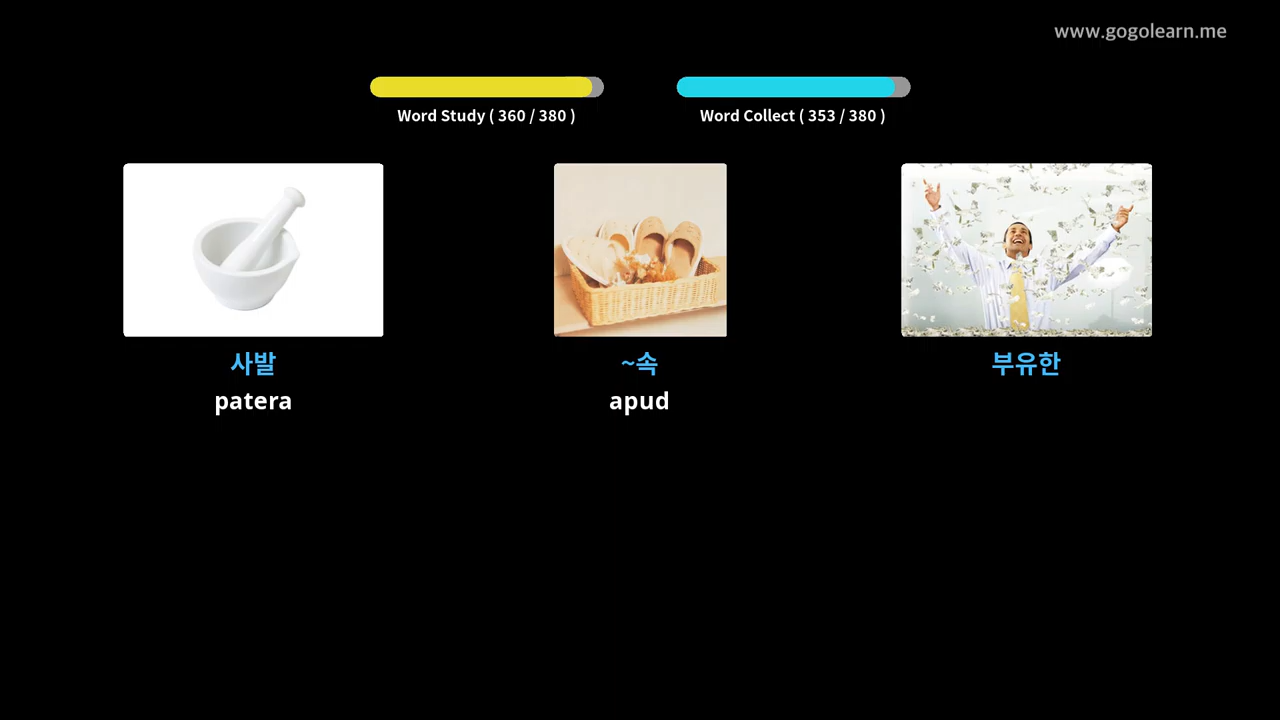 www.gogolearn.me
Word Study ( 360 / 380 )
Word Collect ( 353 / 380 )
사발
patera
~속
apud
부유한